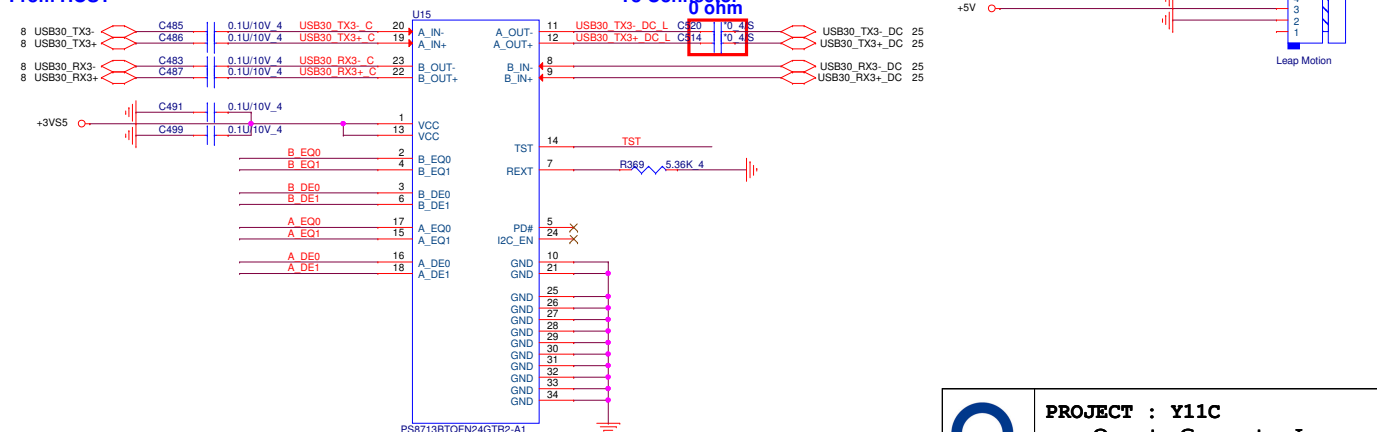 0 ohm
U15
+5V
3
2
1
Leap Motion
8 USB30_TX3- C485 0.1U/10V_4 USB30_TX3-_C 20 A_IN- A_OUT- 11 USB30_TX3-_DC_L C520 *0_4/S USB30_TX3-_DC 25
8 USB30_TX3+ C486 0.1U/10V_4 USB30_TX3+_C 19 A_IN+ A_OUT+ 12 USB30_TX3+_DC_L C514 *0_4/S USB30_TX3+_DC 25
8 USB30_RX3- C483 0.1U/10V_4 USB30_RX3-_C 23 B_OUT- B_IN- 8 USB30_RX3-_DC 25
8 USB30_RX3+ C487 0.1U/10V_4 USB30_RX3+_C 22 B_OUT+ B_IN+ 9 USB30_RX3+_DC 25
C491 0.1U/10V_4
+3VS5 1 VCC
C499 0.1U/10V_4 13 VCC
TST 14 TST
B_EQ0 2 B_EQ0
B_EQ1 4 B_EQ1 REXT 7 R369 5.36K_4
B_DE0 3 B_DE0
B_DE1 6 B_DE1
A_EQ0 17 A_EQ0 PD# 5
A_EQ1 15 A_EQ1 I2C_EN 24
A_DE0 16 A_DE0 GND 10
A_DE1 18 A_DE1 GND 21
GND 25
GND 26
GND 27
GND 28
GND 29
GND 30
GND 31
GND 32
GND 33
GND 34
PS8713BTQFN24GTR2-A1
PROJECT : Y11C